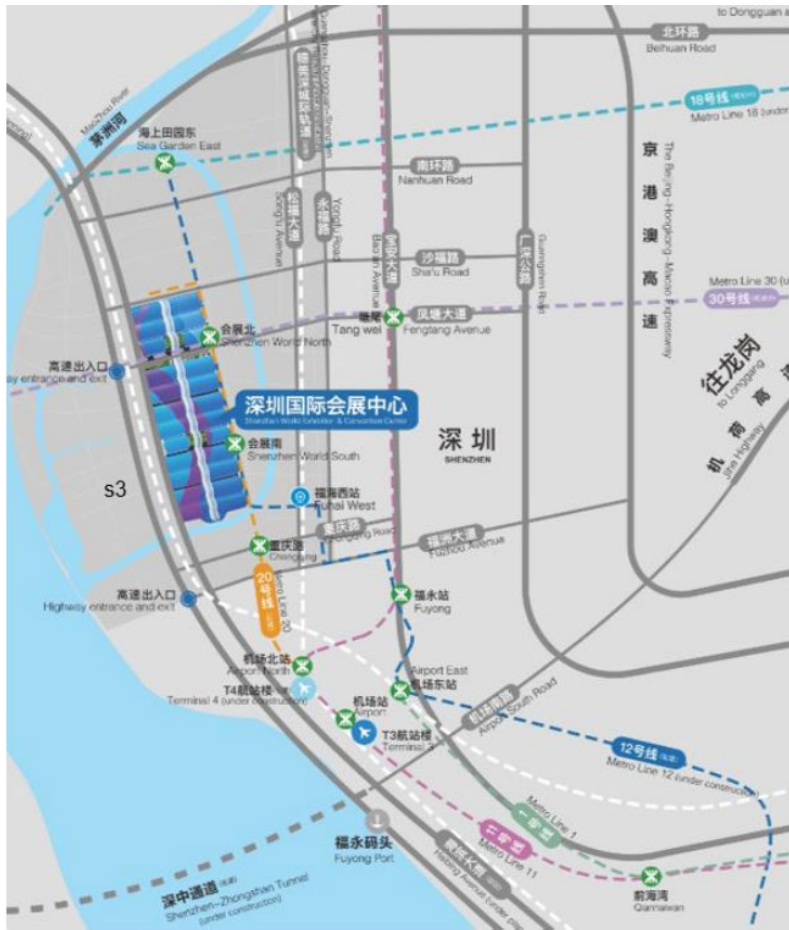 to Dongguan a
北环路
Beihuan Road
18号线
Metro Line 18 (under
MaoZhou River
茅洲河
海上田园东
Sea Garden East
南环路
Nanhuan Road
松福大道
Songfu Avenue
永福路
Yongfu Road
宝安大道
Bao'an Avenue
广深公路
Guangshen Road
京港澳高速
The Beijing-Hongkong-Macao Expressway
沙福路
Shafu Road
Metro Line 30 (u
30号线
塘尾
Tang wei
凤塘大道
Fengtang Avenue
会展北
Shenzhen World North
高速出入口
ay entrance and exit
往龙岗
to Longgang
机荷高速
Jihe Highway
深圳国际会展中心
Shenzhen World Exhibition & Convention Center
会展南
Shenzhen World South
深圳
SHENZHEN
s3
福海西站
Fuhai West
重庆路
Chongqing Road
福洲大道
Fuzhou Avenue
重庆路
Chongqing
高速出入口
Highway entrance and exit
20号线
Metro Line 20
福永站
Fuyong
机场北站
Airport North
Airport East
机场东站
T4航站楼
Terminal 4 (under construction)
机场站
Airport
T3航站楼
Terminal 3
机场南路
Airport South Road
12号线
Metro Line 12 (under construction)
Metro Line 1
1号线
11号线
Metro Line 11
福永码头
Fuyong Port
前海湾
Qianhaiwan
深中通道
Shenzhen-Zhongshan Tunnel
(under construction)